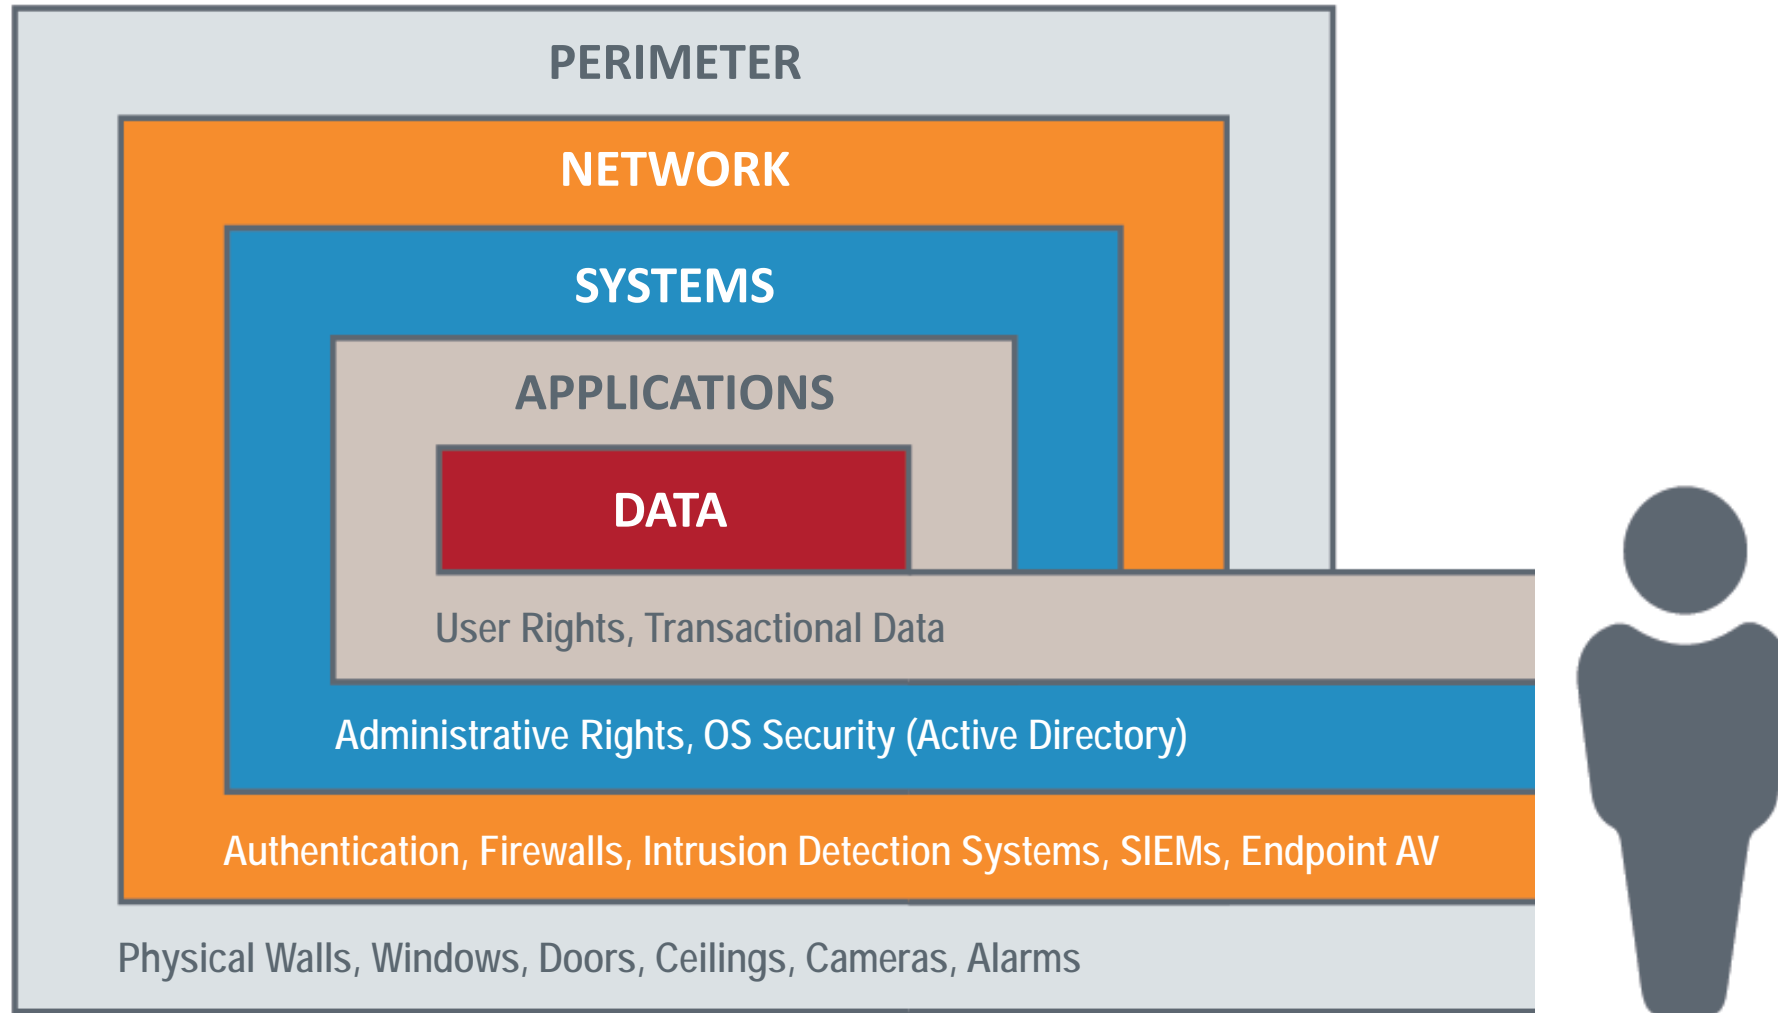 PERIMETER
NETWORK
SYSTEMS
APPLICATIONS
DATA
User Rights, Transactional Data
Administrative Rights, OS Security (Active Directory)
Authentication, Firewalls, Intrusion Detection Systems, SIEMs, Endpoint AV
Physical Walls, Windows, Doors, Ceilings, Cameras, Alarms